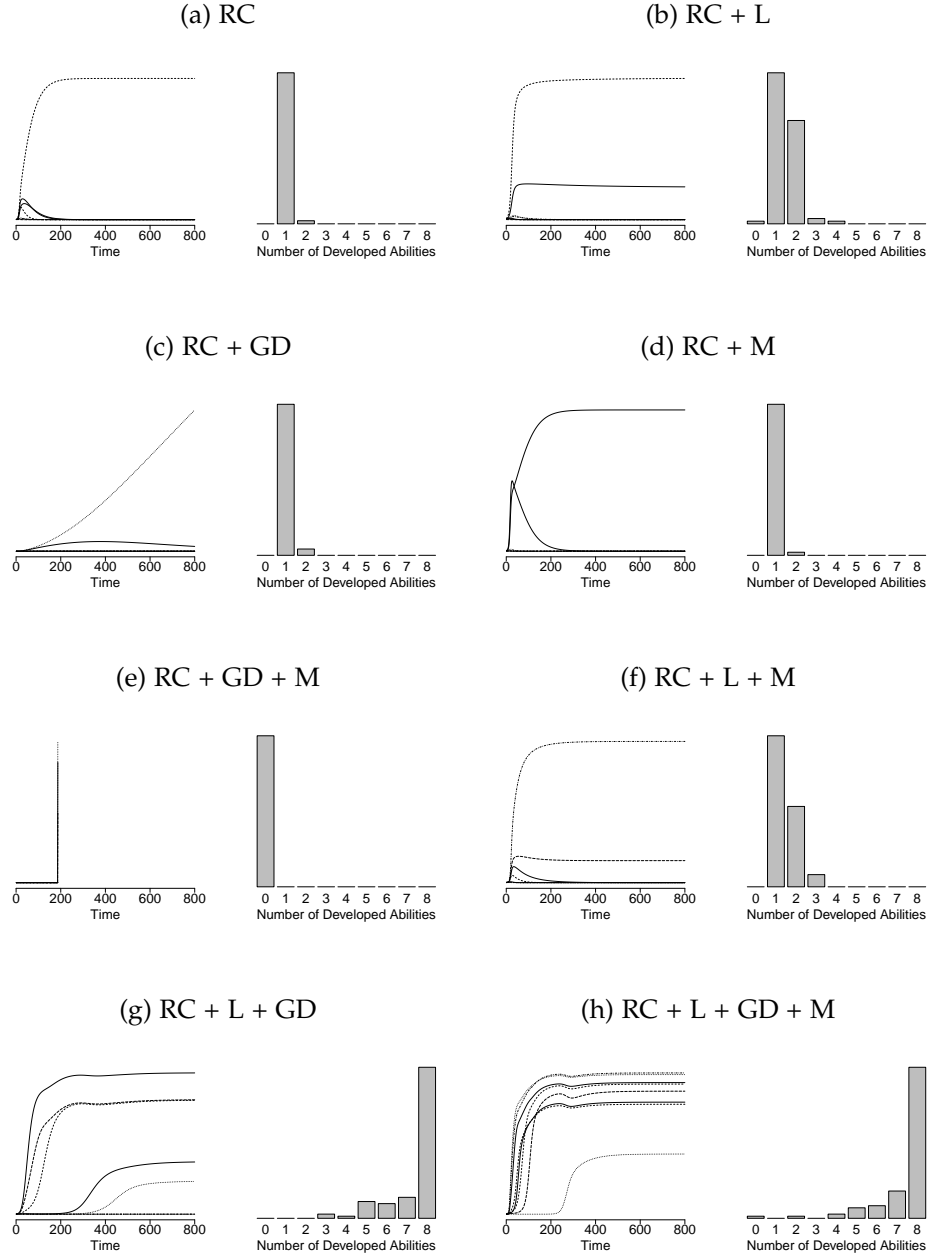 (a) RC
(b) RC + L
0 200 400 600 800
Time
0 1 2 3 4 5 6 7 8
Number of Developed Abilities
0 200 400 600 800
Time
0 1 2 3 4 5 6 7 8
Number of Developed Abilities
(c) RC + GD
(d) RC + M
0 200 400 600 800
Time
0 1 2 3 4 5 6 7 8
Number of Developed Abilities
0 200 400 600 800
Time
0 1 2 3 4 5 6 7 8
Number of Developed Abilities
(e) RC + GD + M
(f) RC + L + M
0 200 400 600 800
Time
0 1 2 3 4 5 6 7 8
Number of Developed Abilities
0 200 400 600 800
Time
0 1 2 3 4 5 6 7 8
Number of Developed Abilities
(g) RC + L + GD
(h) RC + L + GD + M
0 200 400 600 800
Time
0 1 2 3 4 5 6 7 8
Number of Developed Abilities
0 200 400 600 800
Time
0 1 2 3 4 5 6 7 8
Number of Developed Abilities